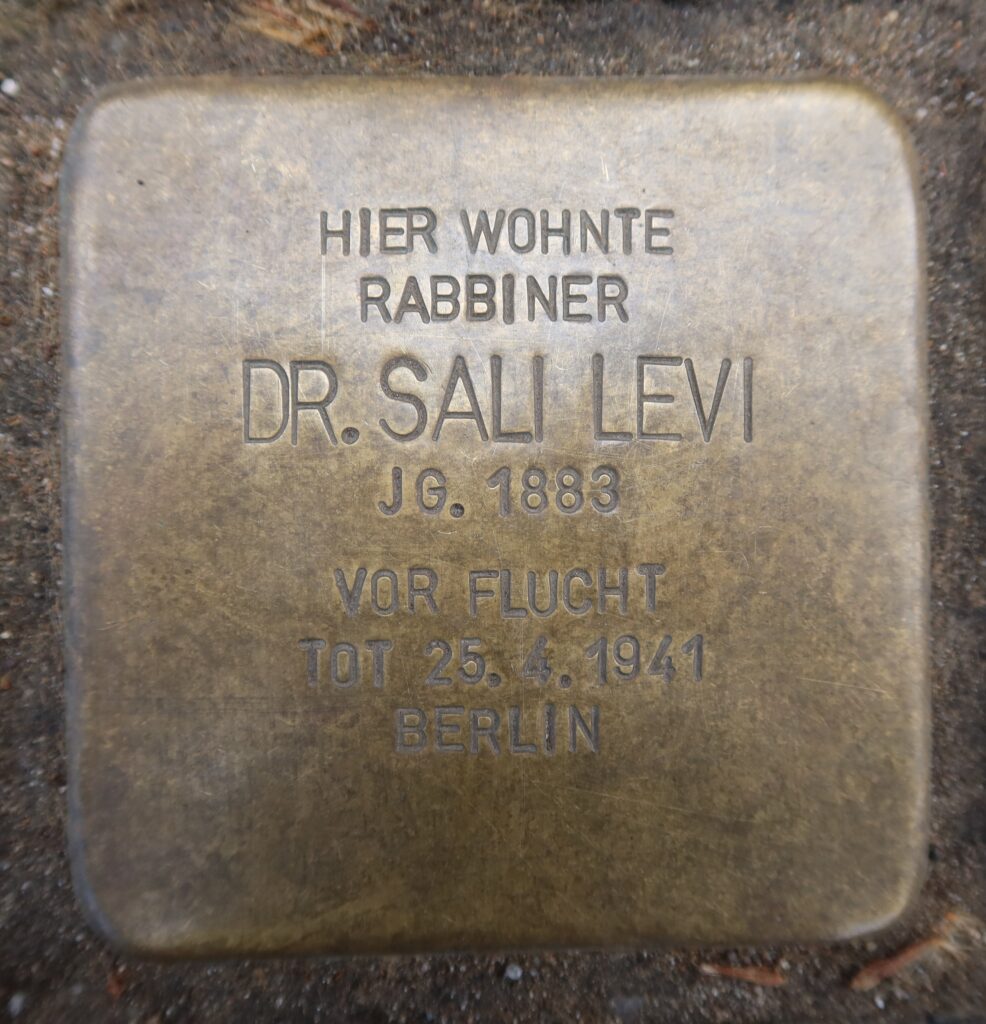 HIER WOHNTE
RABBINER
DR. SALI LEVI
JG. 1883
VOR FLUCHT
TOT 25.4.1941
BERLIN